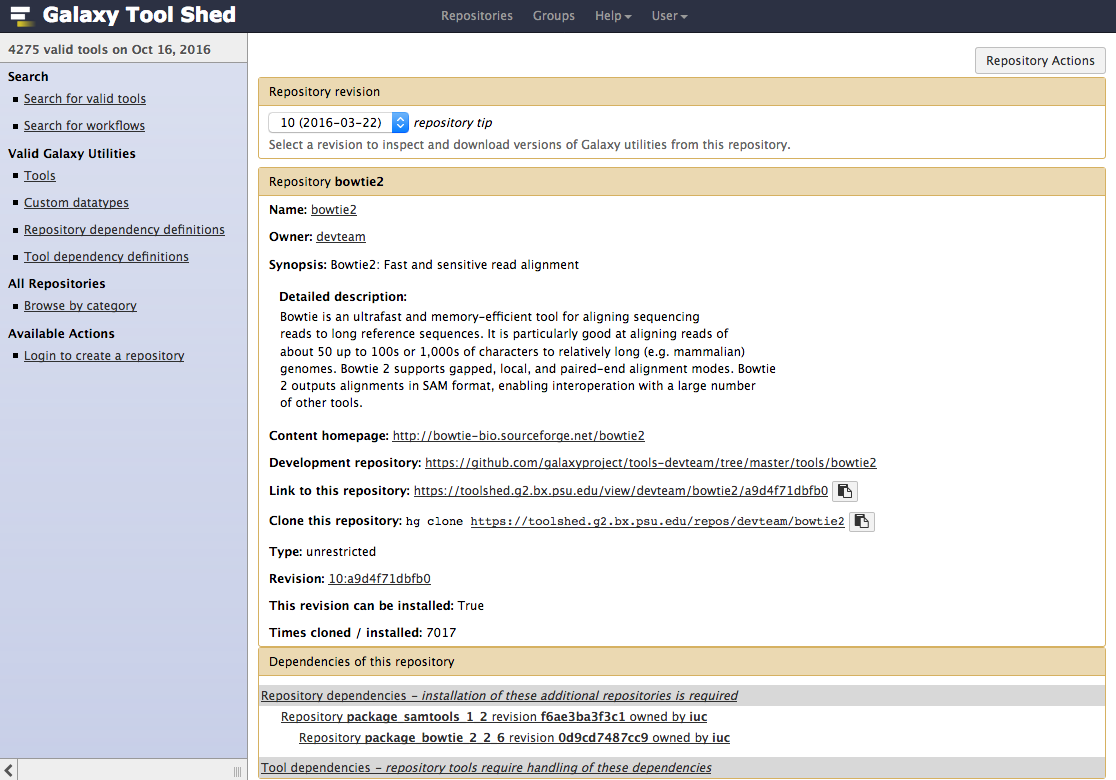 Galaxy Tool Shed
Repositories Groups Help User
4275 valid tools on Oct 16, 2016
Search
Search for valid tools
Search for workflows
Valid Galaxy Utilities
Tools
Custom datatypes
Repository dependency definitions
Tool dependency definitions
All Repositories
Browse by category
Available Actions
Login to create a repository
Repository Actions
Repository revision
10 (2016-03-22) repository tip
Select a revision to inspect and download versions of Galaxy utilities from this repository.
Repository bowtie2
Name: bowtie2
Owner: devteam
Synopsis: Bowtie2: Fast and sensitive read alignment
Detailed description:
Bowtie is an ultrafast and memory-efficient tool for aligning sequencing
reads to long reference sequences. It is particularly good at aligning reads of
about 50 up to 100s or 1,000s of characters to relatively long (e.g. mammalian)
genomes. Bowtie 2 supports gapped, local, and paired-end alignment modes. Bowtie
2 outputs alignments in SAM format, enabling interoperation with a large number
of other tools.
Content homepage: http://bowtie-bio.sourceforge.net/bowtie2
Development repository: https://github.com/galaxyproject/tools-devteam/tree/master/tools/bowtie2
Link to this repository: https://toolshed.g2.bx.psu.edu/view/devteam/bowtie2/a9d4f71dbfb0
Clone this repository: hg clone https://toolshed.g2.bx.psu.edu/repos/devteam/bowtie2
Type: unrestricted
Revision: 10:a9d4f71dbfb0
This revision can be installed: True
Times cloned / installed: 7017
Dependencies of this repository
Repository dependencies – installation of these additional repositories is required
Repository package_samtools_1_2 revision f6ae3ba3f3c1 owned by iuc
Repository package_bowtie_2_2_6 revision 0d9cd7487cc9 owned by iuc
Tool dependencies – repository tools require handling of these dependencies